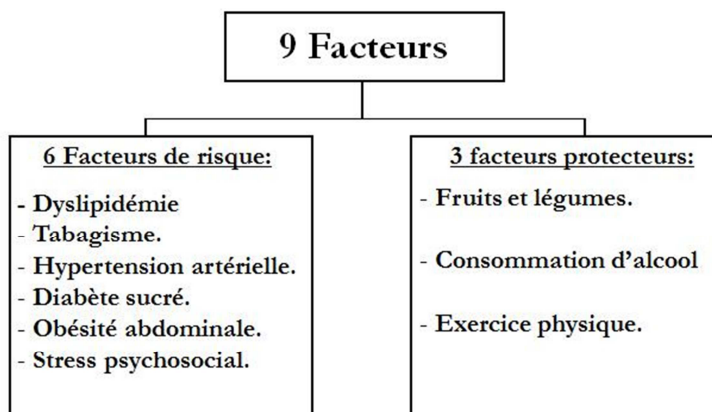 9 Facteurs
6 Facteurs de risque:
- Dyslipidémie
- Tabagisme.
- Hypertension artérielle.
- Diabète sucré.
- Obésité abdominale.
- Stress psychosocial.
3 facteurs protecteurs:
- Fruits et légumes.
- Consommation d’alcool
- Exercice physique.